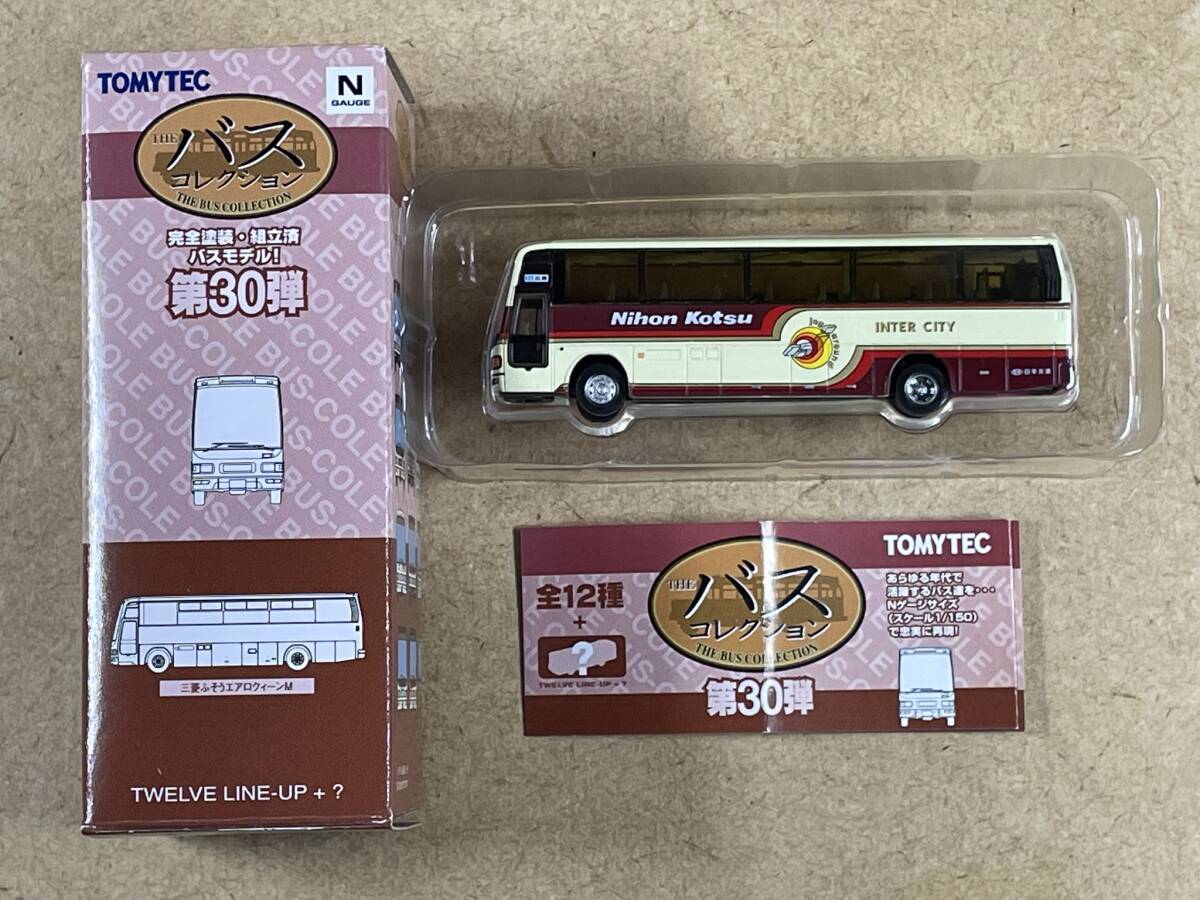 TOMYTEC
N
GAUGE
THE
バス
コレクション
THE BUS COLLECTION
完全塗装・組立済
バスモデル!
第30弾
三菱ふそうエアロクィーンM
TWELVE LINE-UP + ?
Nihon Kotsu
INTER CITY
日本交通
全12種
+
?
TWELVE LINE-UP + ?
THE
バス
コレクション
THE BUS COLLECTION
第30弾
TOMYTEC
あらゆる年代で
活躍するバス達を・・・
Nゲージサイズ
(スケール1/150)
で忠実に再現!